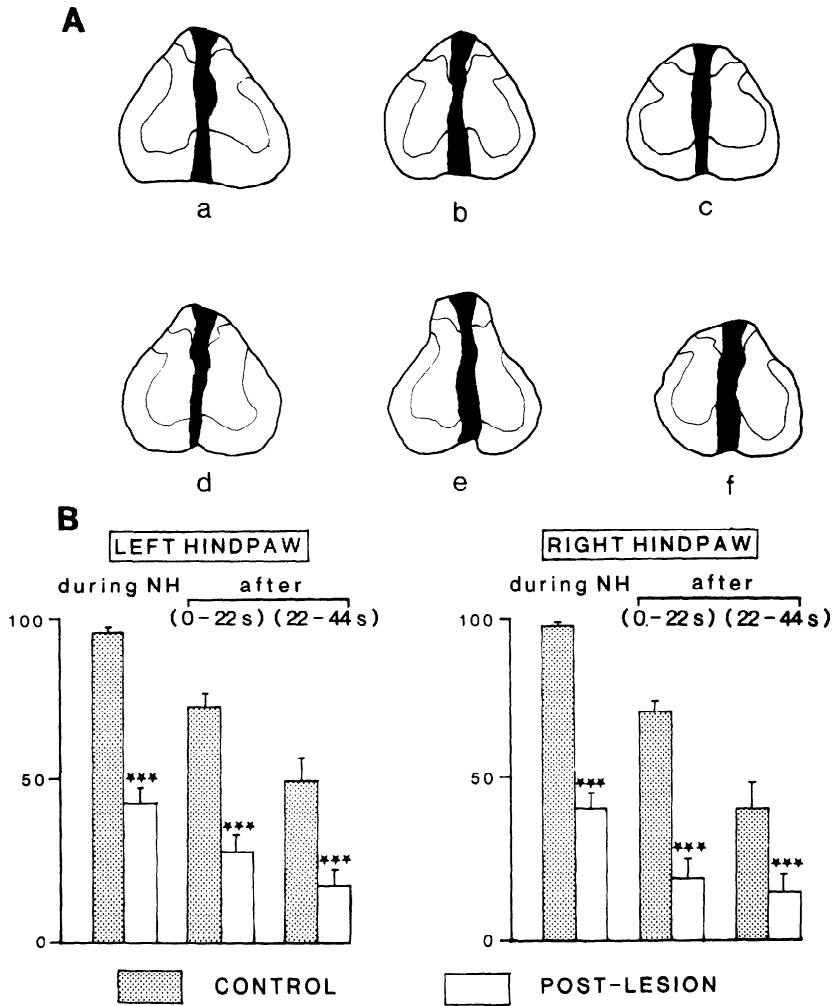 A
a
b
c
d
e
f
B
LEFT HINDPAW
during NH after
(0-22s) (22-44s)
100
50
0
★★★
★★★
★★★
RIGHT HINDPAW
during NH after
(0.-22s) (22-44s)
100
50
0
★★★
★★★
★★★
CONTROL
POST-LESION